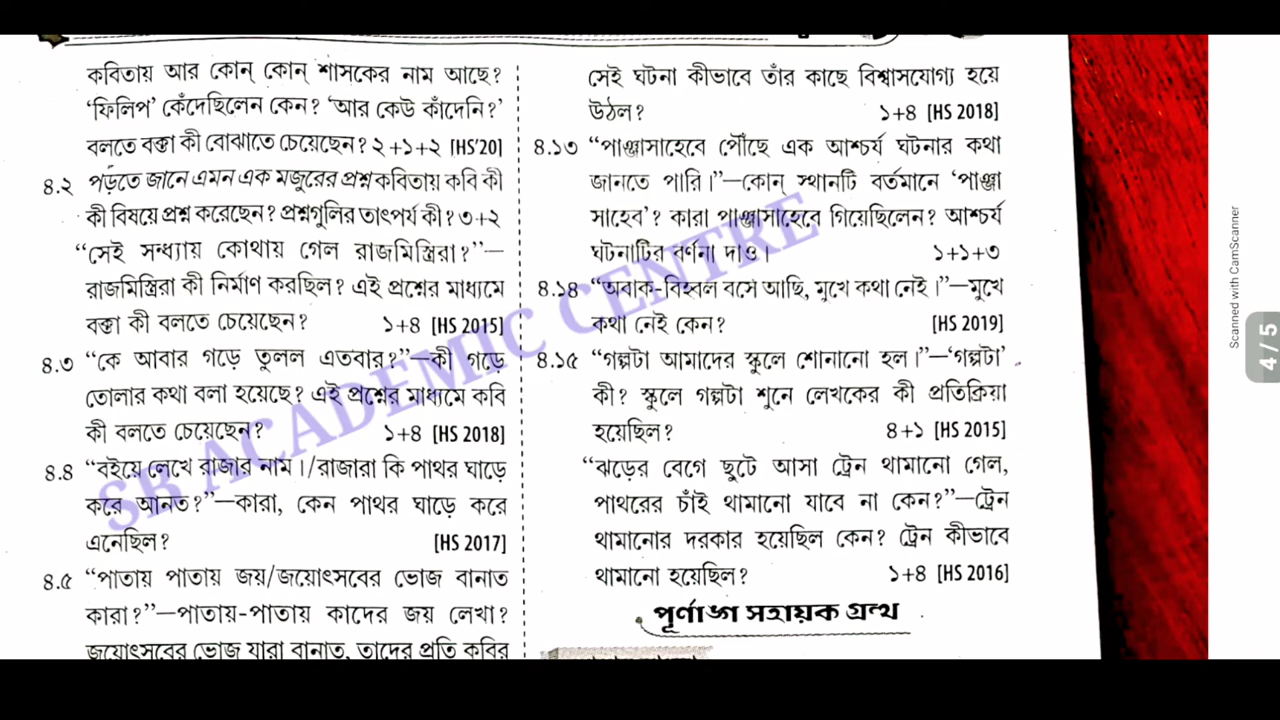 কবিতায় আর কোন্ কোন্ শাসকের নাম আছে?
‘ফিলিপ’ কেঁদেছিলেন কেন? ‘আর কেউ কাঁদেনি?’
বলতে বক্তা কী বোঝাতে চেয়েছেন? ২+১+২ [HS'20]
৪.২ পড়তে জানে এমন এক মজুরের প্রশ্ন কবিতায় কবি কী
কী বিষয়ে প্রশ্ন করেছেন? প্রশ্নগুলির তাৎপর্য কী? ৩+২
“সেই সন্ধ্যায় কোথায় গেল রাজমিস্ত্রিরা?”—
রাজমিস্ত্রিরা কী নির্মাণ করছিল? এই প্রশ্নের মাধ্যমে
বক্তা কী বলতে চেয়েছেন? ১+৪ [HS 2015]
৪.৩ “কে আবার গড়ে তুলল এতবার?”—কী গড়ে
তোলার কথা বলা হয়েছে? এই প্রশ্নের মাধ্যমে কবি
কী বলতে চেয়েছেন? ১+৪ [HS 2018]
৪.৪ “বইয়ে লেখে রাজার নাম।/রাজারা কি পাথর ঘাড়ে
করে আনত?”—কারা, কেন পাথর ঘাড়ে করে
এনেছিল? [HS 2017]
৪.৫ “পাতায় পাতায় জয়/জয়োৎসবের ভোজ বানাত
কারা?”—পাতায়-পাতায় কাদের জয় লেখা?
জয়োৎসবের ভোজ যারা বানাত, তাদের প্রতি কবির
সেই ঘটনা কীভাবে তাঁর কাছে বিশ্বাসযোগ্য হয়ে
উঠল? ১+৪ [HS 2018]
৪.১৩ “পাঞ্জাসাহেবে পৌঁছে এক আশ্চর্য ঘটনার কথা
জানতে পারি।”—কোন্ স্থানটি বর্তমানে ‘পাঞ্জা
সাহেব’? কারা পাঞ্জাসাহেবে গিয়েছিলেন? আশ্চর্য
ঘটনাটির বর্ণনা দাও। ১+১+৩
৪.১৪ “অবাক-বিহ্বল বসে আছি, মুখে কথা নেই।”—মুখে
কথা নেই কেন? [HS 2019]
৪.১৫ “গল্পটা আমাদের স্কুলে শোনানো হল।”—‘গল্পটা’
কী? স্কুলে গল্পটা শুনে লেখকের কী প্রতিক্রিয়া
হয়েছিল? ৪+১ [HS 2015]
“ঝড়ের বেগে ছুটে আসা ট্রেন থামানো গেল,
পাথরের চাঁই থামানো যাবে না কেন?”—ট্রেন
থামানোর দরকার হয়েছিল কেন? ট্রেন কীভাবে
থামানো হয়েছিল? ১+৪ [HS 2016]
পূর্ণাঙ্গ সহায়ক গ্রন্থ
SR ACADEMIC CENTRE
Scanned with CamScanner
4 / 5